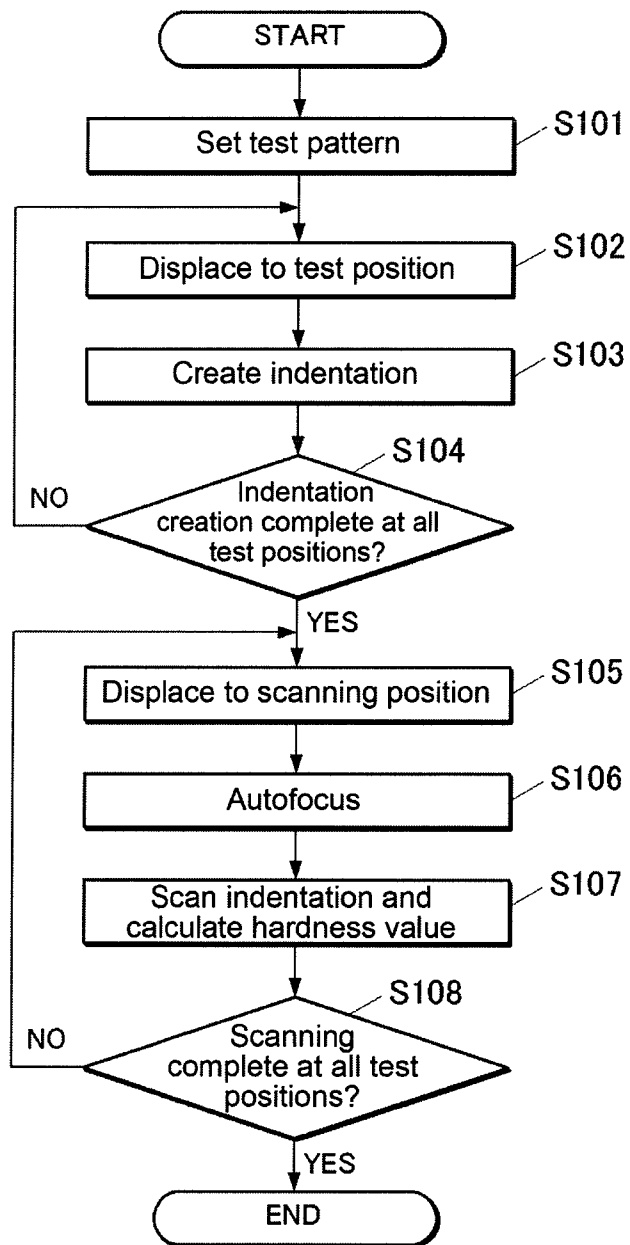 START
S101
Set test pattern
S102
Displace to test position
S103
Create indentation
S104
NO
Indentation
creation complete at all
test positions?
YES
S105
Displace to scanning position
S106
Autofocus
S107
Scan indentation and
calculate hardness value
S108
NO
Scanning
complete at all test
positions?
YES
END